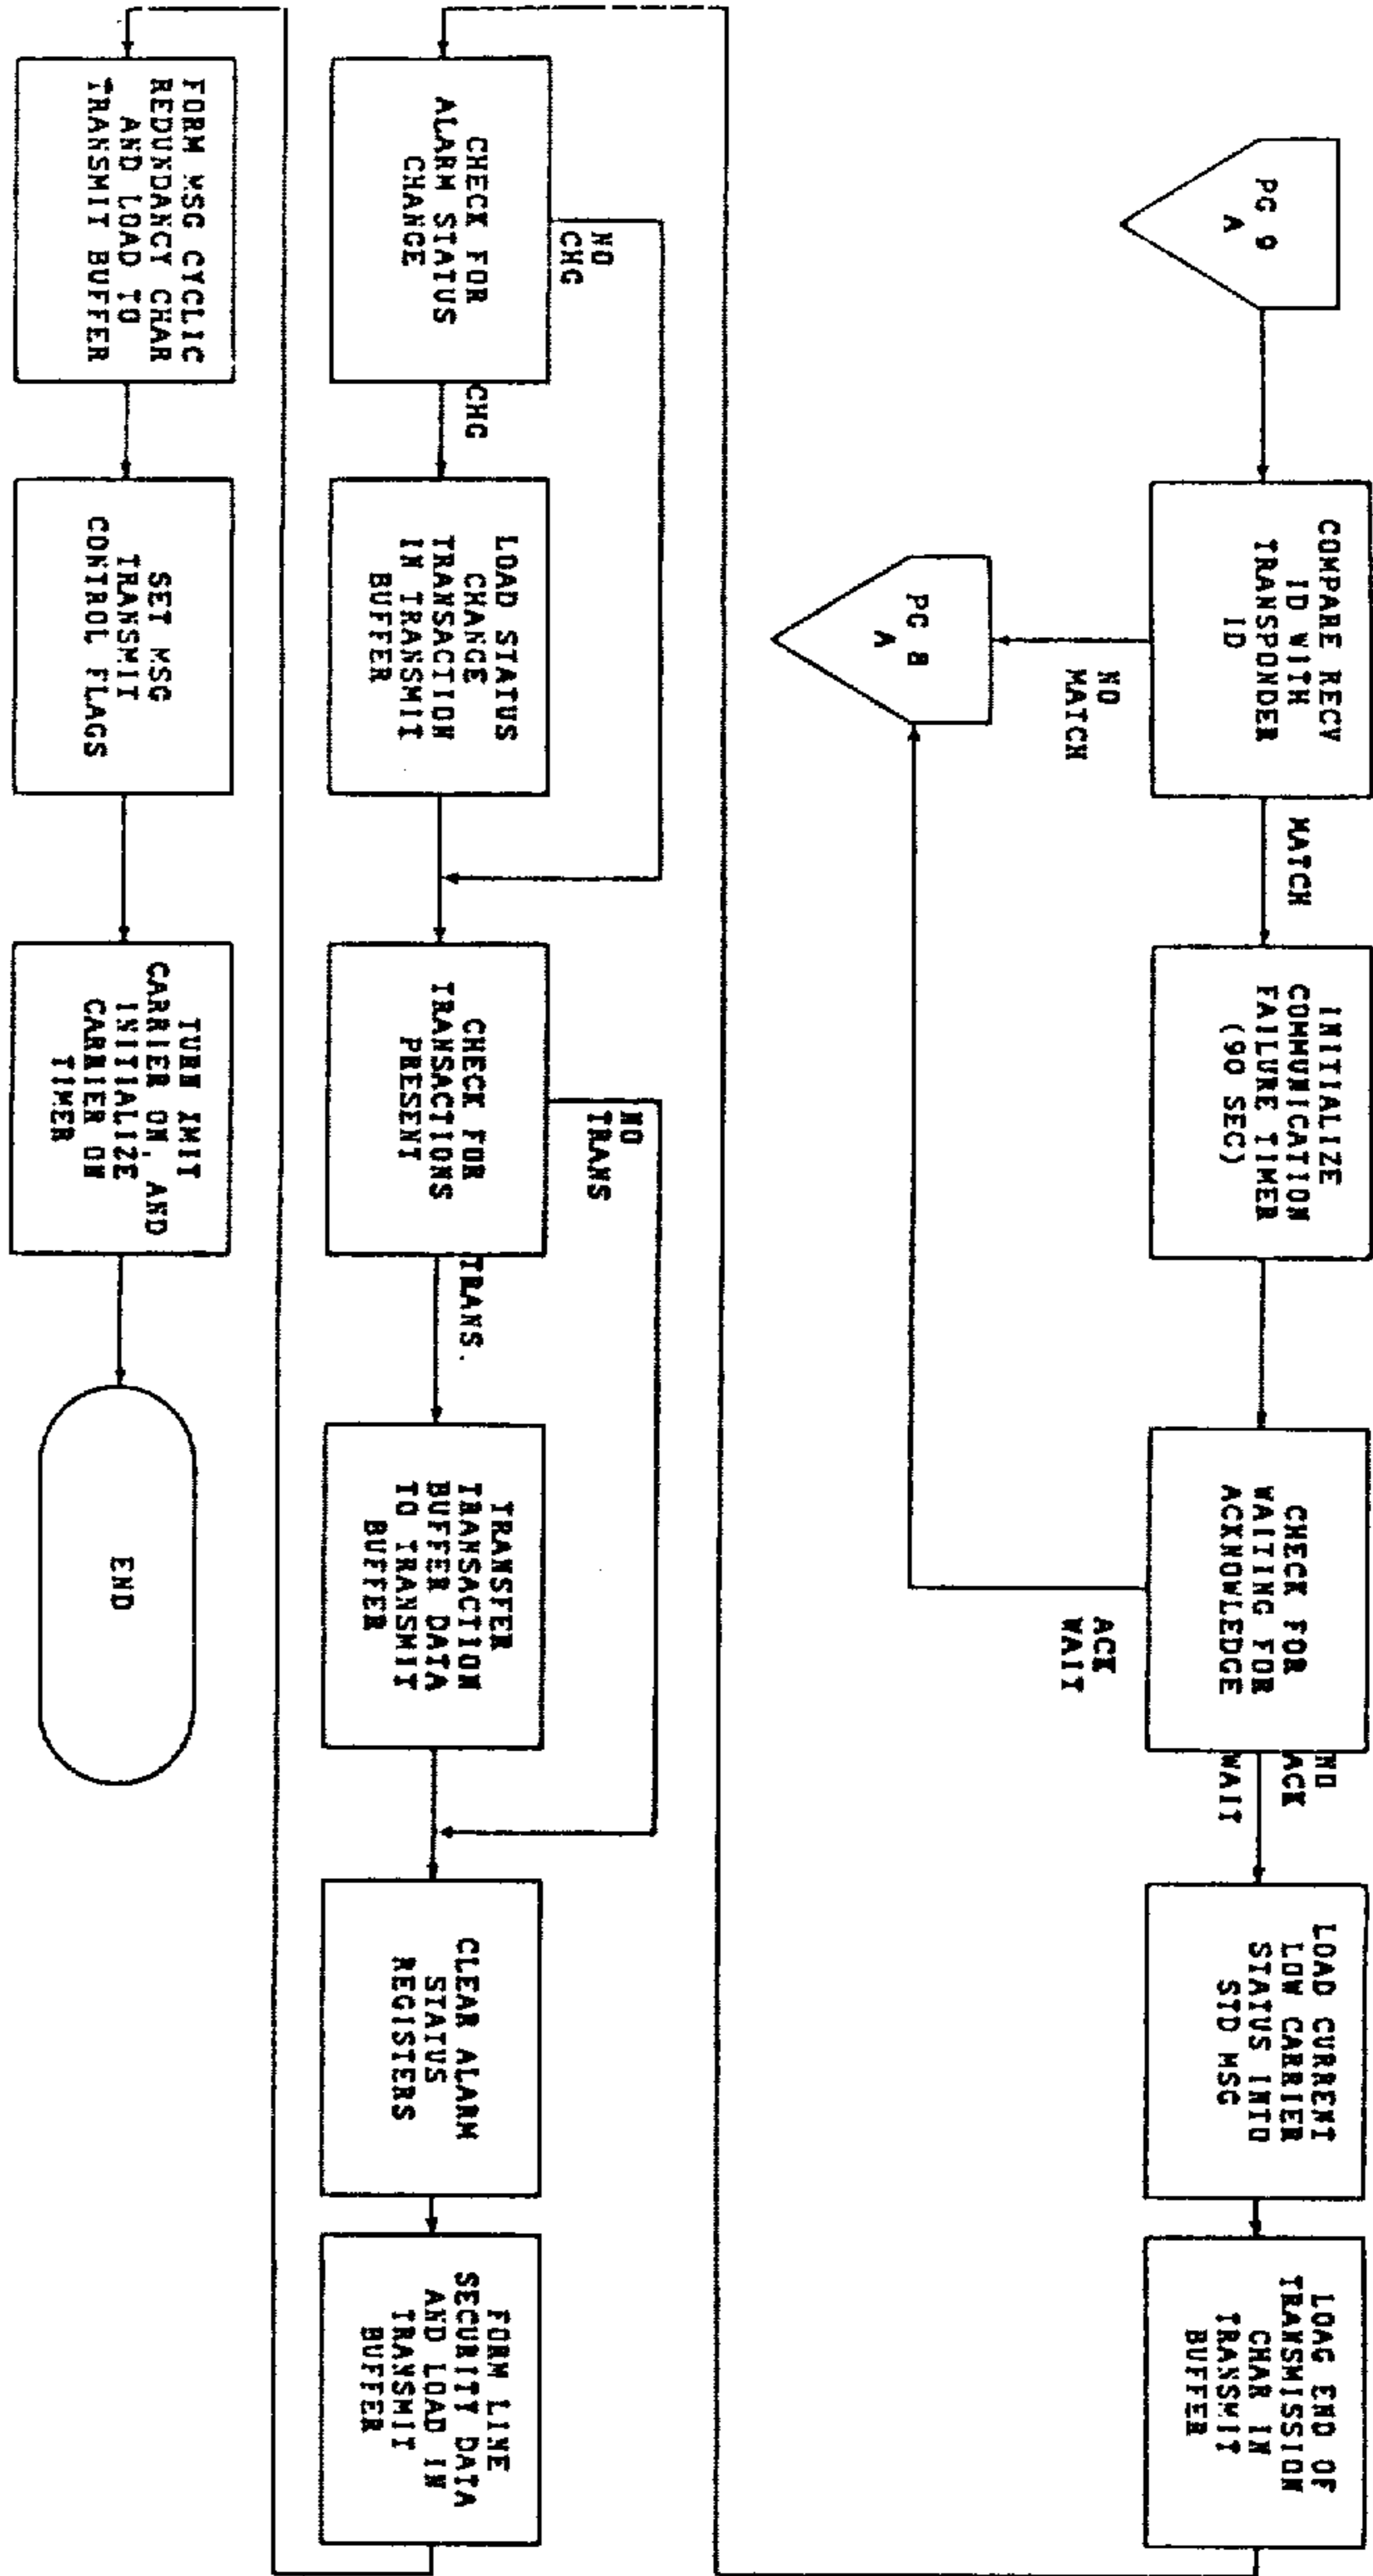 PG 9
A
COMPARE RECV
ID WITH
TRANSPONDER
ID
NO
MATCH
PG 8
A
MATCH
INITIALIZE
COMMUNICATION
FAILURE TIMER
(90 SEC)
CHECK FOR
WAITING FOR
ACKNOWLEDGE
ACK
WAIT
NO
ACK
WAIT
LOAD CURRENT
LOW CARRIER
STATUS INTO
STD MSG
LOAG END OF
TRANSMISSION
CHAR IN
TRANSMIT
BUFFER
CHECK FOR
ALARM STATUS
CHANGE
NO
CHG
CHG
LOAD STATUS
CHANGE
TRANSACTION
IN TRANSMIT
BUFFER
CHECK FOR
TRANSACTIONS
PRESENT
NO
TRANS
TRANS.
TRANSFER
TRANSACTION
BUFFER DATA
TO TRANSMIT
BUFFER
CLEAR ALARM
STATUS
REGISTERS
FORM LINE
SECURITY DATA
AND LOAD IN
TRANSMIT
BUFFER
FORM MSG CYCLIC
REDUNDANCY CHAR
AND LOAD TO
TRANSMIT BUFFER
SET MSG
TRANSMIT
CONTROL FLAGS
TURN XMIT
CARRIER ON, AND
INITIALIZE
CARRIER ON
TIMER
END